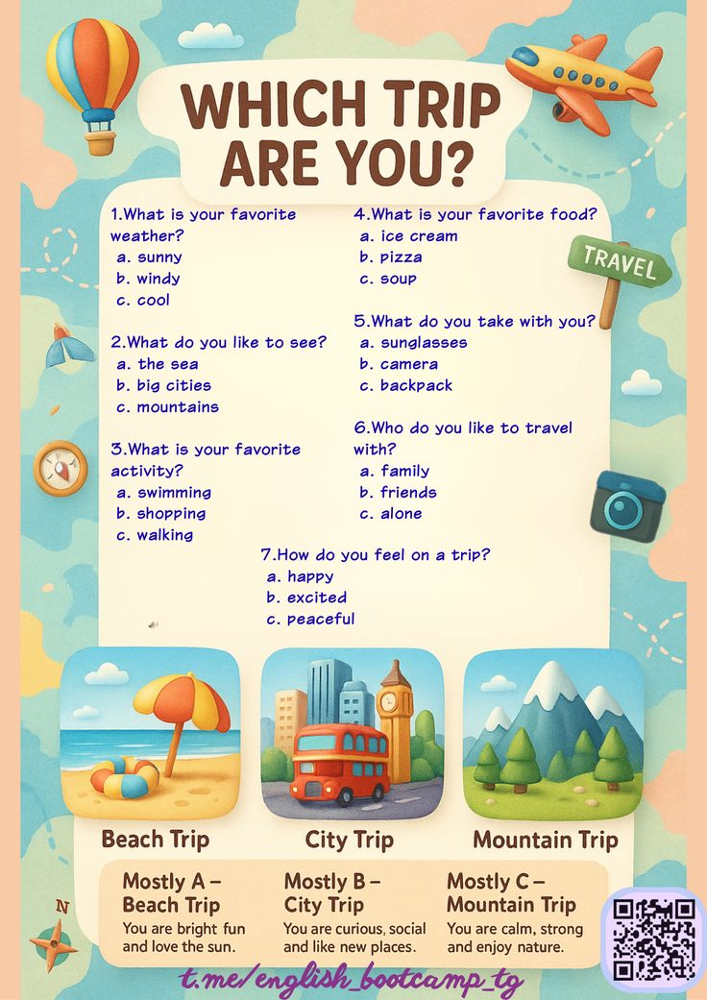 WHICH TRIP
ARE YOU?
1.What is your favorite
weather?
a. sunny
b. windy
c. cool
2.What do you like to see?
a. the sea
b. big cities
c. mountains
3.What is your favorite
activity?
a. swimming
b. shopping
c. walking
4.What is your favorite food?
a. ice cream
b. pizza
c. soup
5.What do you take with you?
a. sunglasses
b. camera
c. backpack
6.Who do you like to travel
with?
a. family
b. friends
c. alone
7.How do you feel on a trip?
a. happy
b. excited
c. peaceful
TRAVEL
Beach Trip
City Trip
Mountain Trip
Mostly A –
Beach Trip
You are bright fun
and love the sun.
Mostly B –
City Trip
You are curious, social
and like new places.
Mostly C –
Mountain Trip
You are calm, strong
and enjoy nature.
N
t.me/english_bootcamp_tg